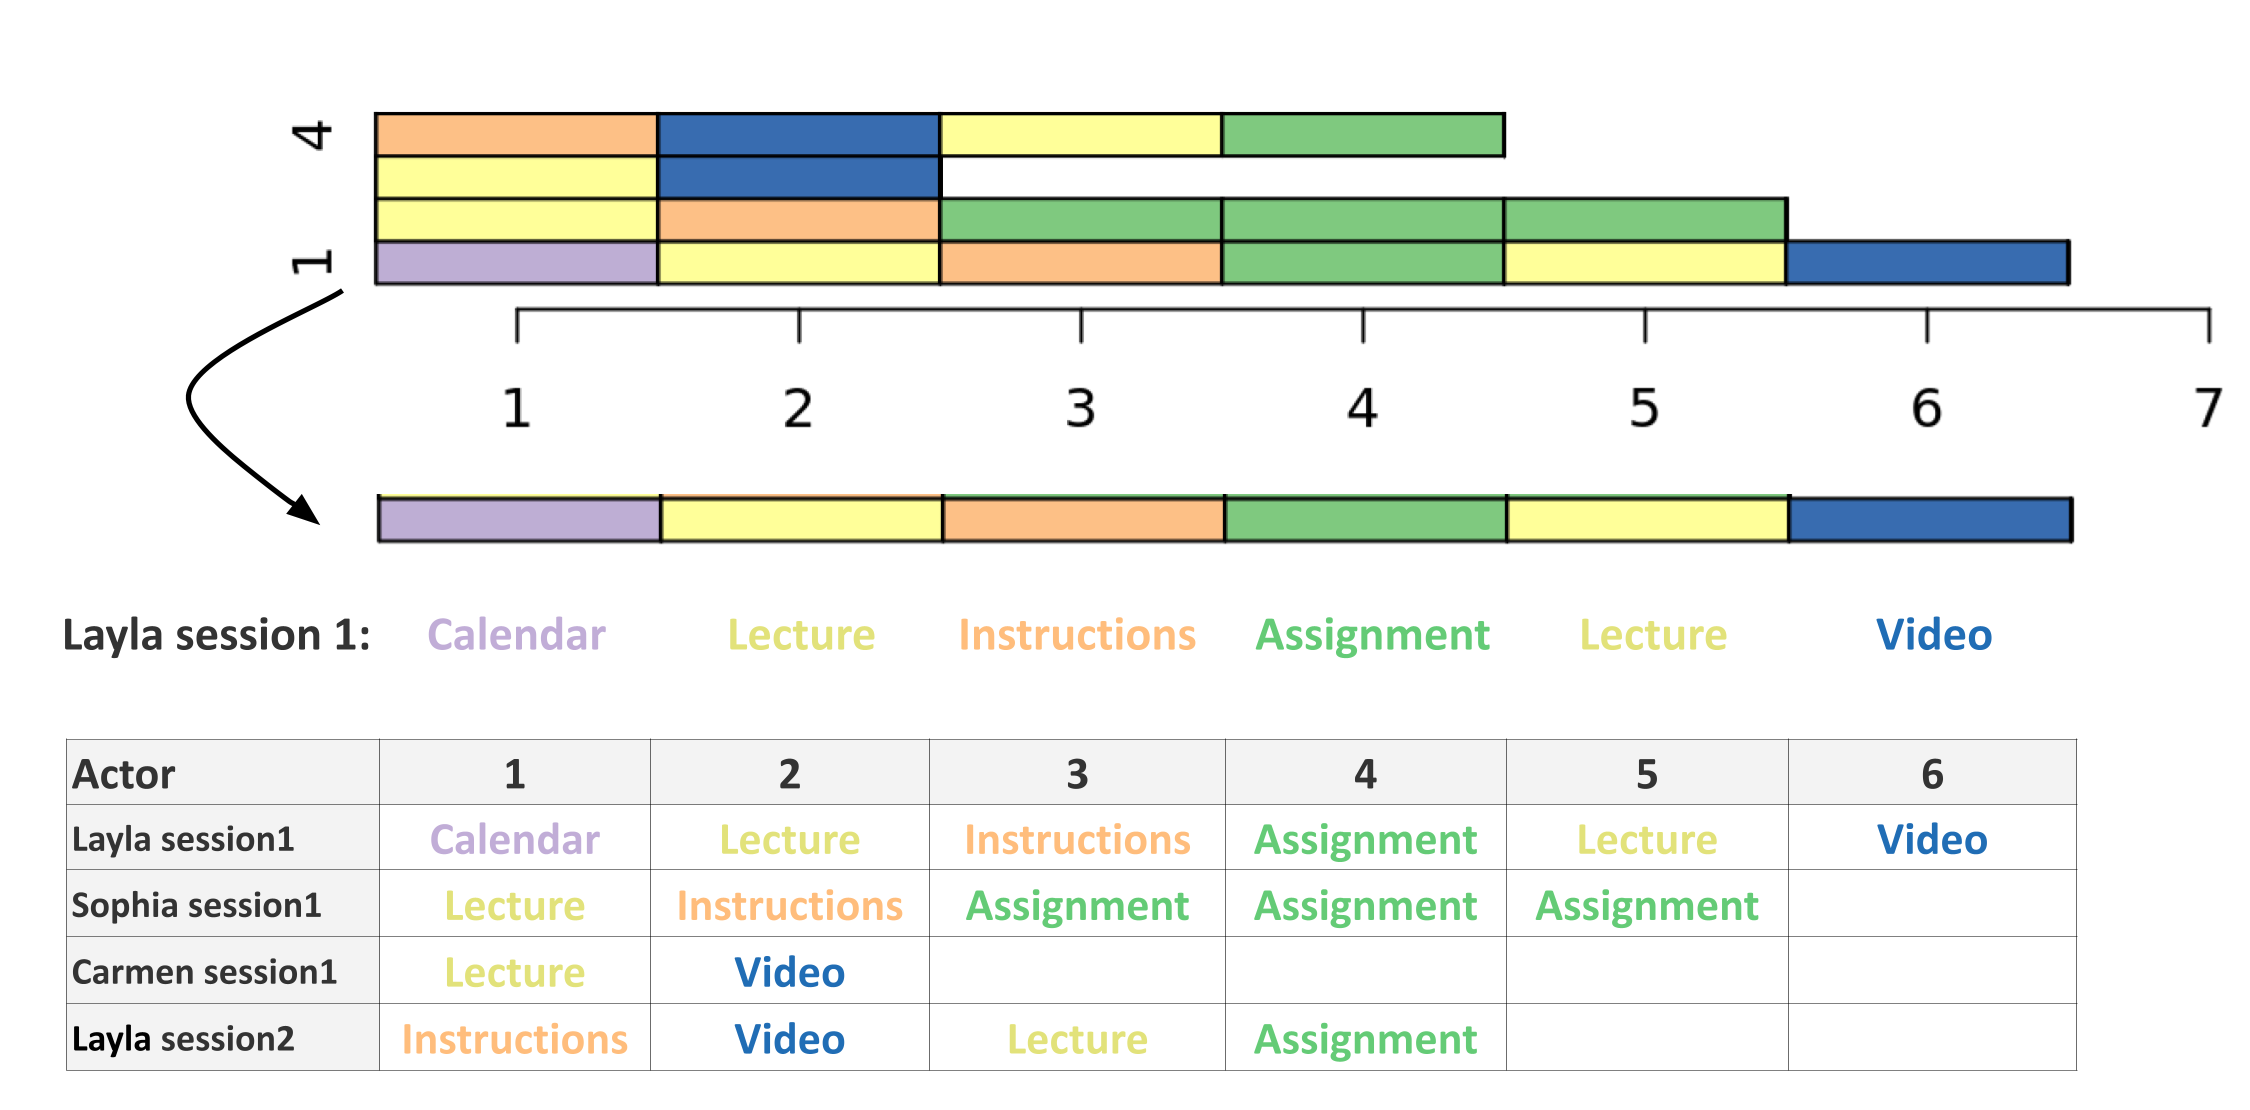 4
1
1 2 3 4 5 6 7
Layla session 1: Calendar Lecture Instructions Assignment Lecture Video
Actor 1 2 3 4 5 6
Layla session1 Calendar Lecture Instructions Assignment Lecture Video
Sophia session1 Lecture Instructions Assignment Assignment Assignment
Carmen session1 Lecture Video
Layla session2 Instructions Video Lecture Assignment